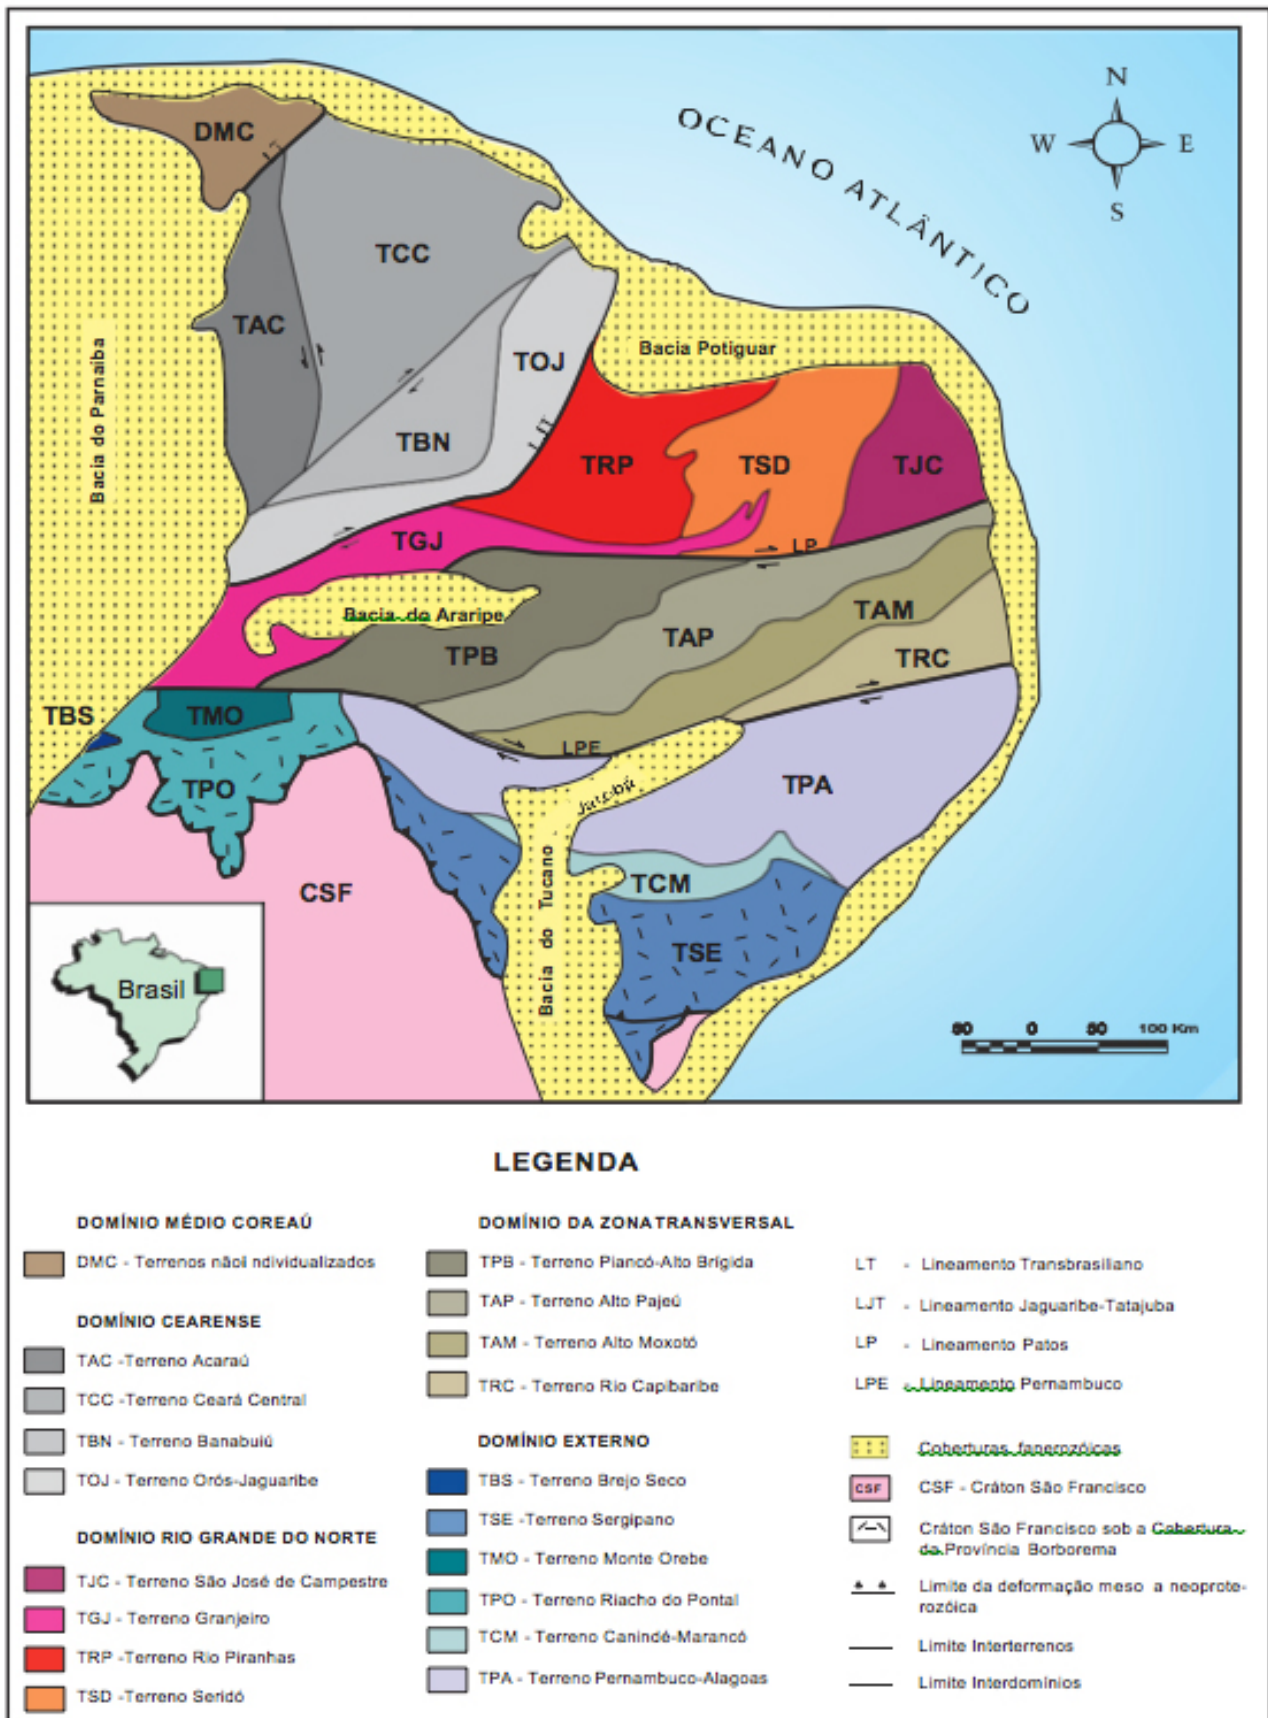 N
W
E
S
OCEANO ATLÂNTICO
DMC
LT
TCC
TAC
TOJ
Bacia Potiguar
Bacia do Parnaiba
TBN
LJT
TRP
TSD
TJC
TGJ
LP
Bacia do Araripe
TAM
TAP
TPB
TRC
TBS
TMO
LPE
TPO
TPA
CSF
TCM
Bacia do Tucano
TSE
Brasil
50 0 50 100 Km
LEGENDA
DOMÍNIO MÉDIO COREAÚ
DMC - Terrenos nãoi ndividualizados
DOMÍNIO CEARENSE
TAC -Terreno Acaraú
TCC -Terreno Ceará Central
TBN - Terreno Banabuiú
TOJ - Terreno Orós-Jaguaribe
DOMÍNIO RIO GRANDE DO NORTE
TJC - Terreno São José de Campestre
TGJ - Terreno Granjeiro
TRP -Terreno Rio Piranhas
TSD -Terreno Seridó
DOMÍNIO DA ZONATRANSVERSAL
TPB - Terreno Piancó-Alto Brígida
TAP - Terreno Alto Pajeú
TAM - Terreno Alto Moxotó
TRC - Terreno Rio Capibaribe
DOMÍNIO EXTERNO
TBS - Terreno Brejo Seco
TSE -Terreno Sergipano
TMO - Terreno Monte Orebe
TPO - Terreno Riacho do Pontal
TCM - Terreno Canindé-Marancó
TPA - Terreno Pernambuco-Alagoas
LT - Lineamento Transbrasiliano
LJT - Lineamento Jaguaribe-Tatajuba
LP - Lineamento Patos
LPE - Lineamento Pernambuco
Coberturas fanerozóicas
CSF CSF - Cráton São Francisco
Cráton São Francisco sob a Cobertura
da Província Borborema
Limite da deformação meso a neoprote-
rozóica
Limite Interterrenos
Limite Interdomínios